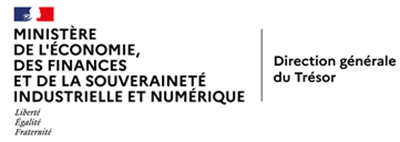 MINISTÈRE
DE L'ÉCONOMIE,
DES FINANCES
ET DE LA SOUVERAINETÉ
INDUSTRIELLE ET NUMÉRIQUE
Liberté
Égalité
Fraternité
Direction générale
du Trésor